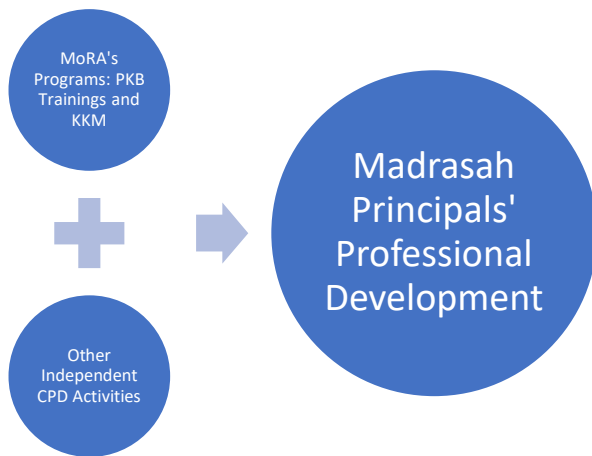 MoRA's
Programs: PKB
Trainings and
KKM
Other
Independent
CPD Activities
Madrasah
Principals'
Professional
Development